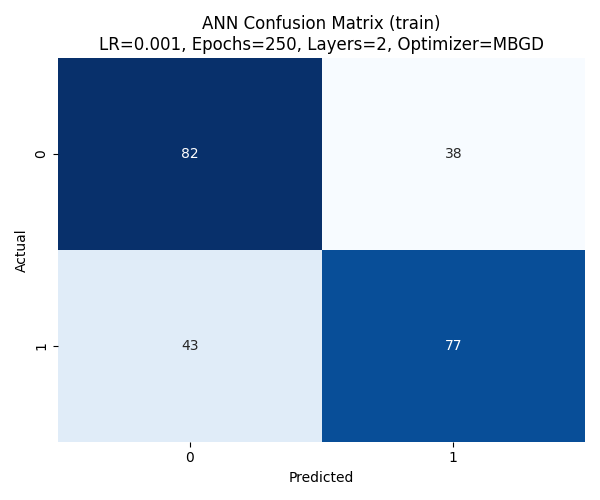 ANN Confusion Matrix (train)
LR=0.001, Epochs=250, Layers=2, Optimizer=MBGD
0
82
38
Actual
1
43
77
0
1
Predicted